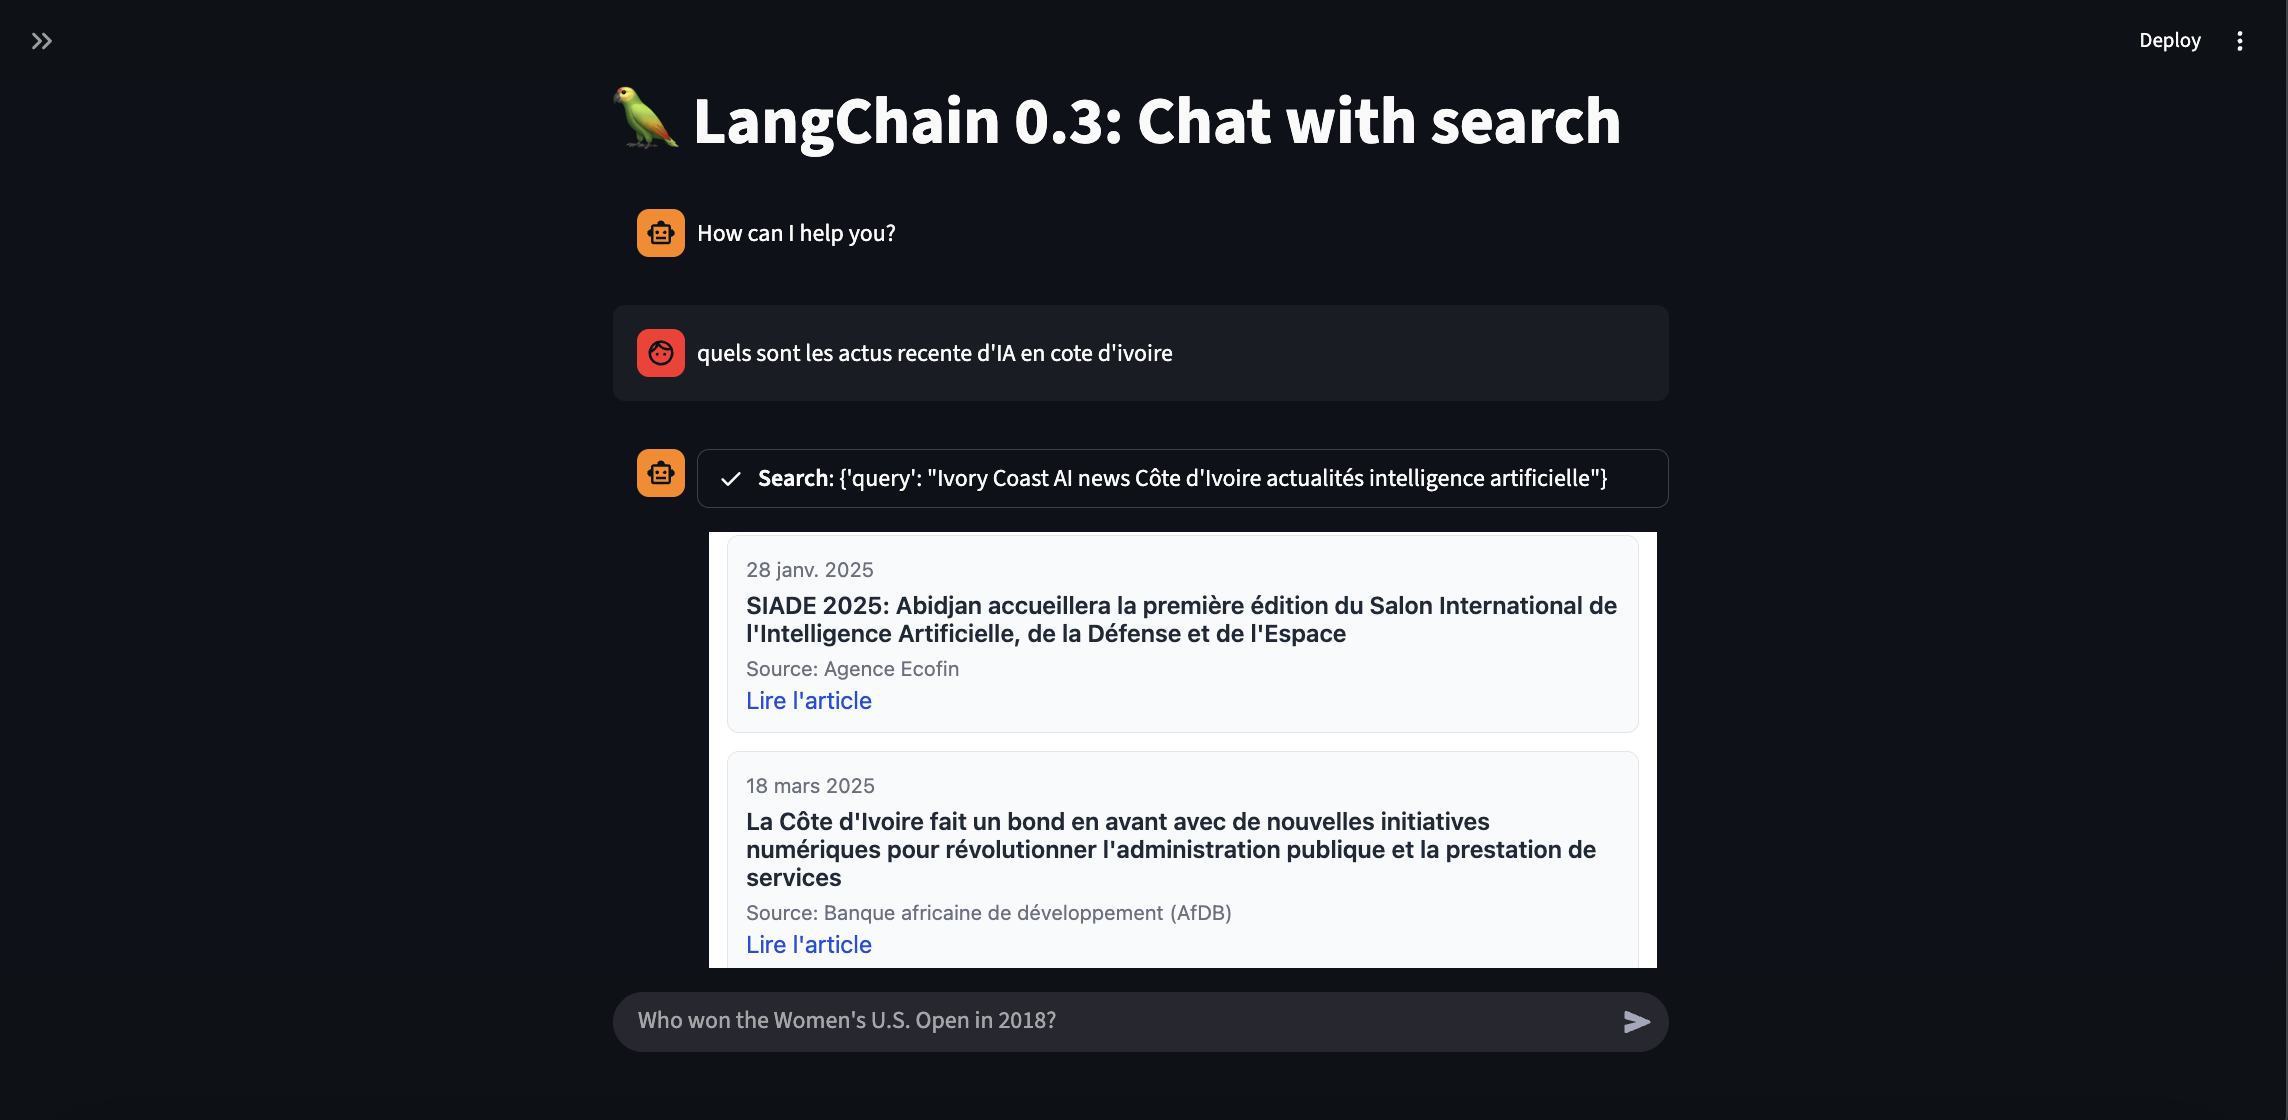 Deploy
LangChain 0.3: Chat with search
How can I help you?
quels sont les actus recente d'IA en cote d'ivoire
Search: {'query': "Ivory Coast AI news Côte d'Ivoire actualités intelligence artificielle"}
28 janv. 2025
SIADE 2025: Abidjan accueillera la première édition du Salon International de
l'Intelligence Artificielle, de la Défense et de l'Espace
Source: Agence Ecofin
Lire l'article
18 mars 2025
La Côte d'Ivoire fait un bond en avant avec de nouvelles initiatives
numériques pour révolutionner l'administration publique et la prestation de
services
Source: Banque africaine de développement (AfDB)
Lire l'article
Who won the Women's U.S. Open in 2018?